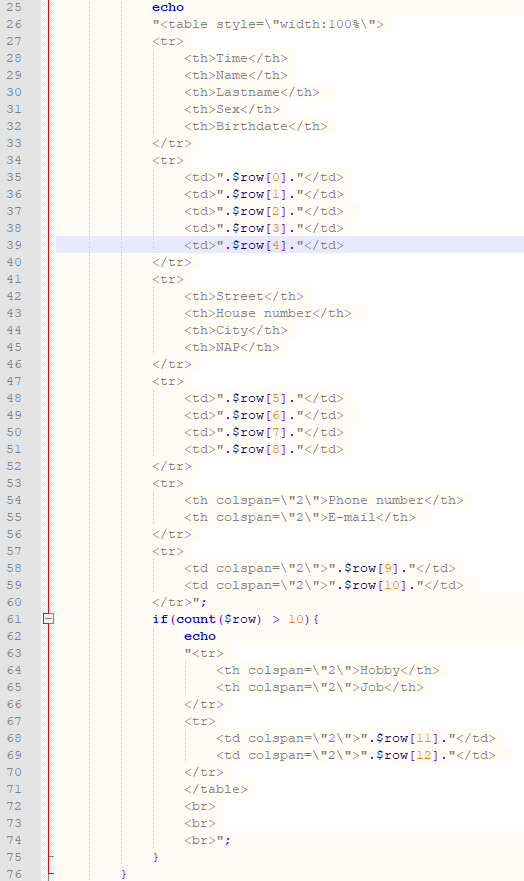 25 echo
26 "<table style=\"width:100%\">
27 <tr>
28 <th>Time</th>
29 <th>Name</th>
30 <th>Lastname</th>
31 <th>Sex</th>
32 <th>Birthdate</th>
33 </tr>
34 <tr>
35 <td>".$row[0]."</td>
36 <td>".$row[1]."</td>
37 <td>".$row[2]."</td>
38 <td>".$row[3]."</td>
39 <td>".$row[4]."</td>
40 </tr>
41 <tr>
42 <th>Street</th>
43 <th>House number</th>
44 <th>City</th>
45 <th>NAP</th>
46 </tr>
47 <tr>
48 <td>".$row[5]."</td>
49 <td>".$row[6]."</td>
50 <td>".$row[7]."</td>
51 <td>".$row[8]."</td>
52 </tr>
53 <tr>
54 <th colspan=\"2\">Phone number</th>
55 <th colspan=\"2\">E-mail</th>
56 </tr>
57 <tr>
58 <td colspan=\"2\">".$row[9]."</td>
59 <td colspan=\"2\">".$row[10]."</td>
60 </tr>";
61 if(count($row) > 10){
62 echo
63 "<tr>
64 <th colspan=\"2\">Hobby</th>
65 <th colspan=\"2\">Job</th>
66 </tr>
67 <tr>
68 <td colspan=\"2\">".$row[11]."</td>
69 <td colspan=\"2\">".$row[12]."</td>
70 </tr>
71 </table>
72 <br>
73 <br>
74 <br>";
75 }
76 }